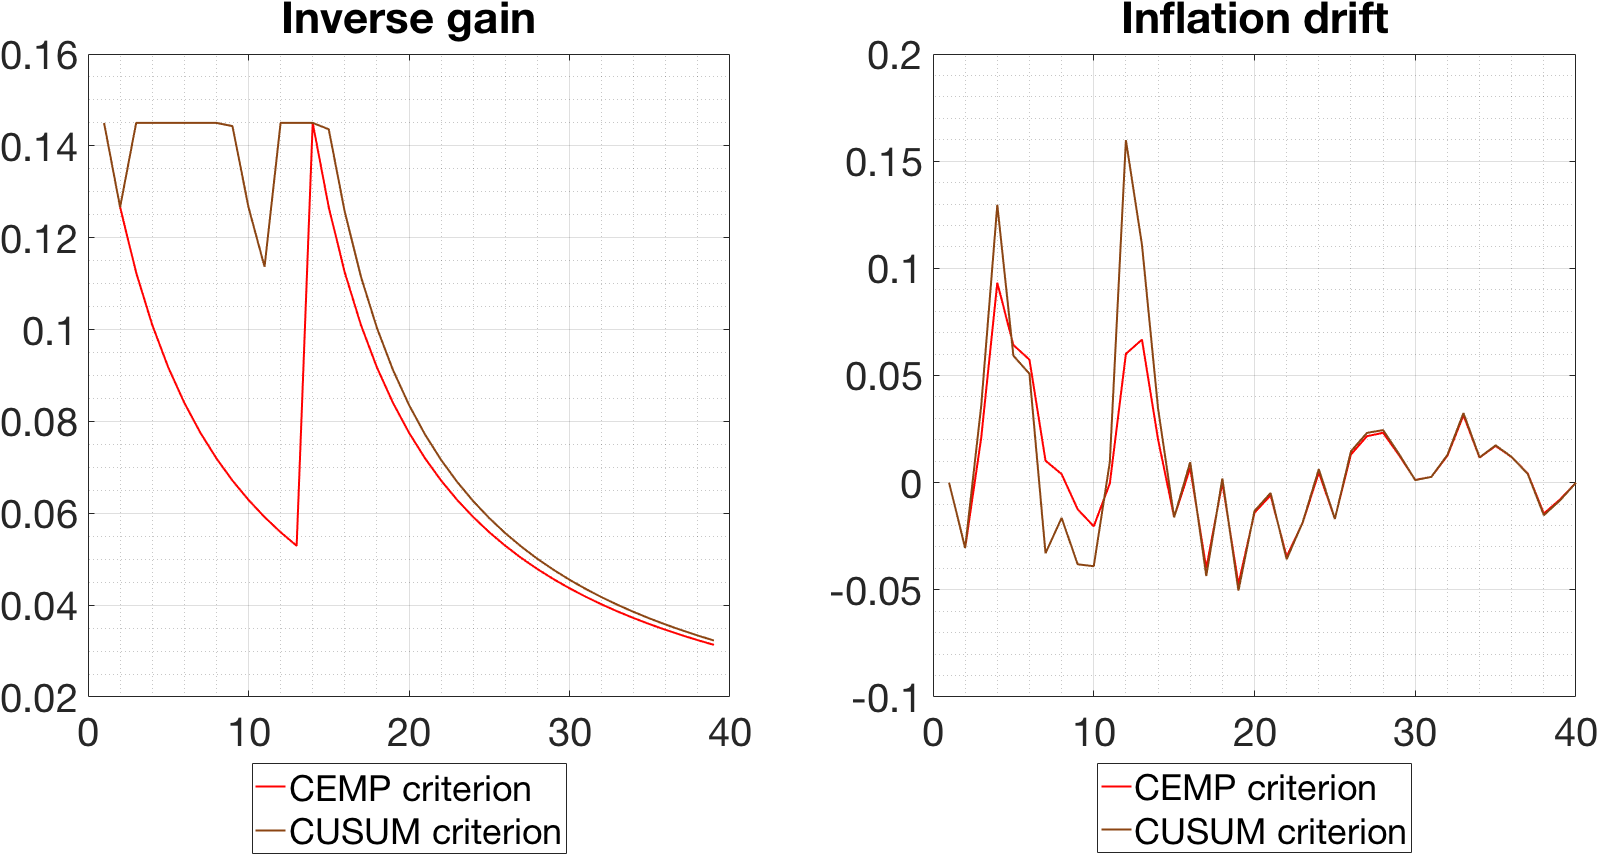 Inverse gain
0.16
0.14
0.12
0.1
0.08
0.06
0.04
0.02
0 10 20 30 40
CEMP criterion
CUSUM criterion
Inflation drift
0.2
0.15
0.1
0.05
0
-0.05
-0.1
0 10 20 30 40
CEMP criterion
CUSUM criterion